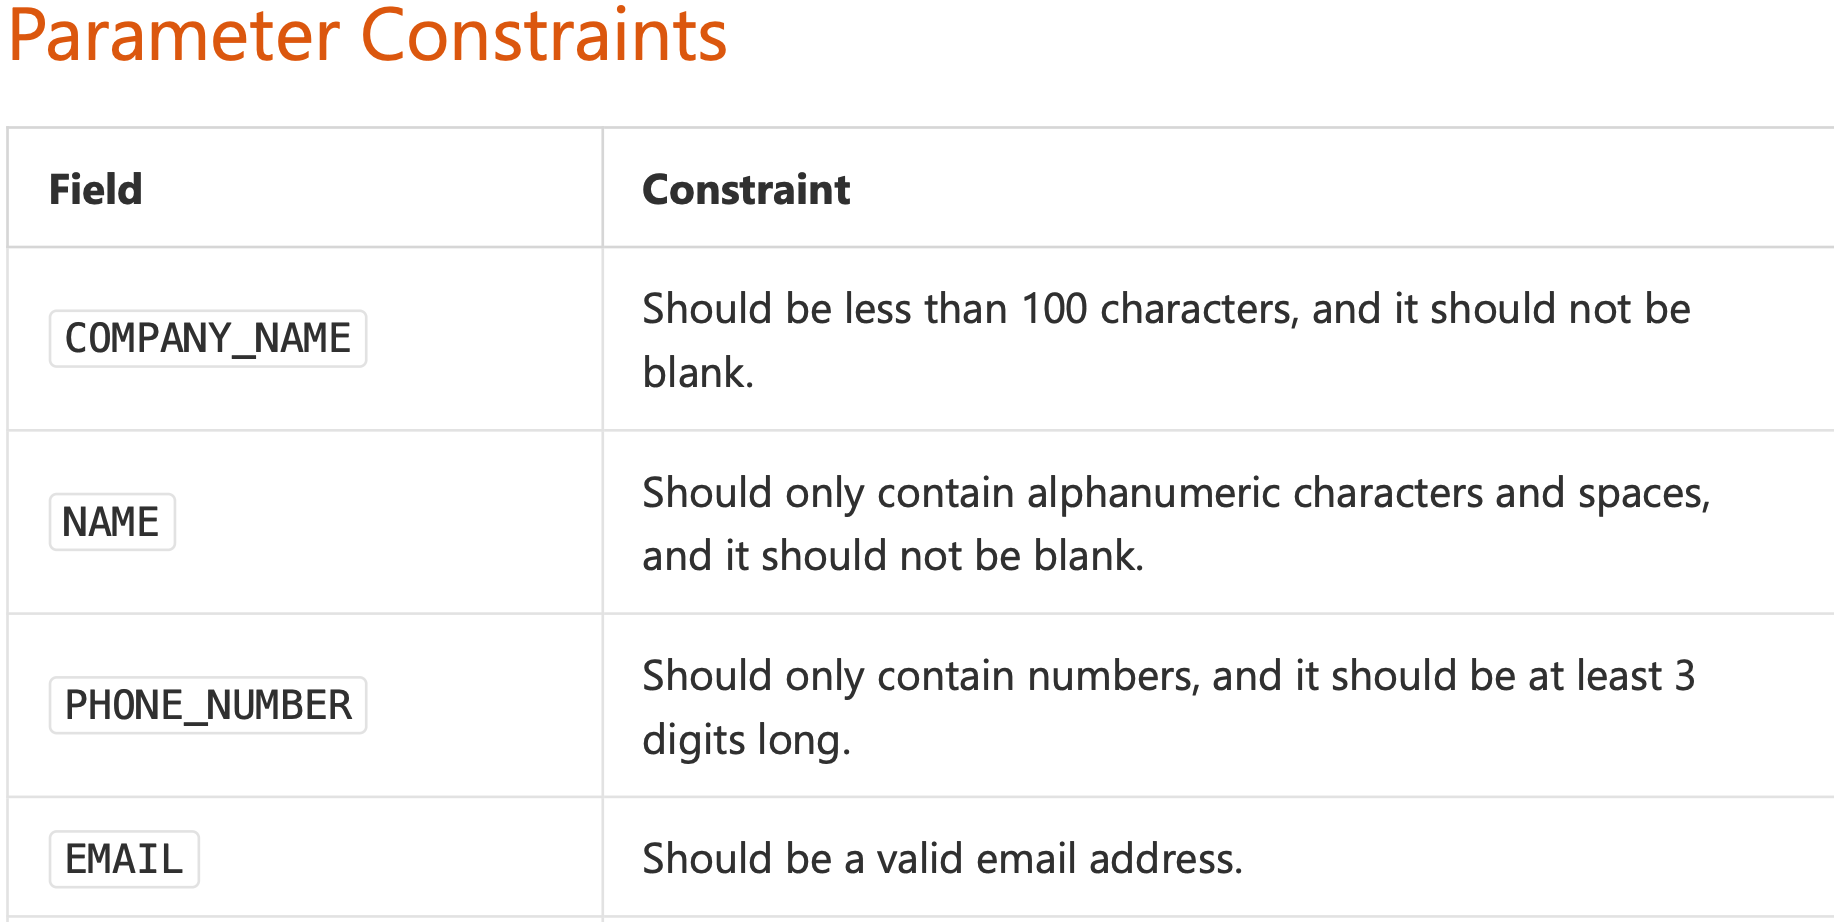 Parameter Constraints
Field
Constraint
COMPANY_NAME
Should be less than 100 characters, and it should not be
blank.
NAME
Should only contain alphanumeric characters and spaces,
and it should not be blank.
PHONE_NUMBER
Should only contain numbers, and it should be at least 3
digits long.
EMAIL
Should be a valid email address.